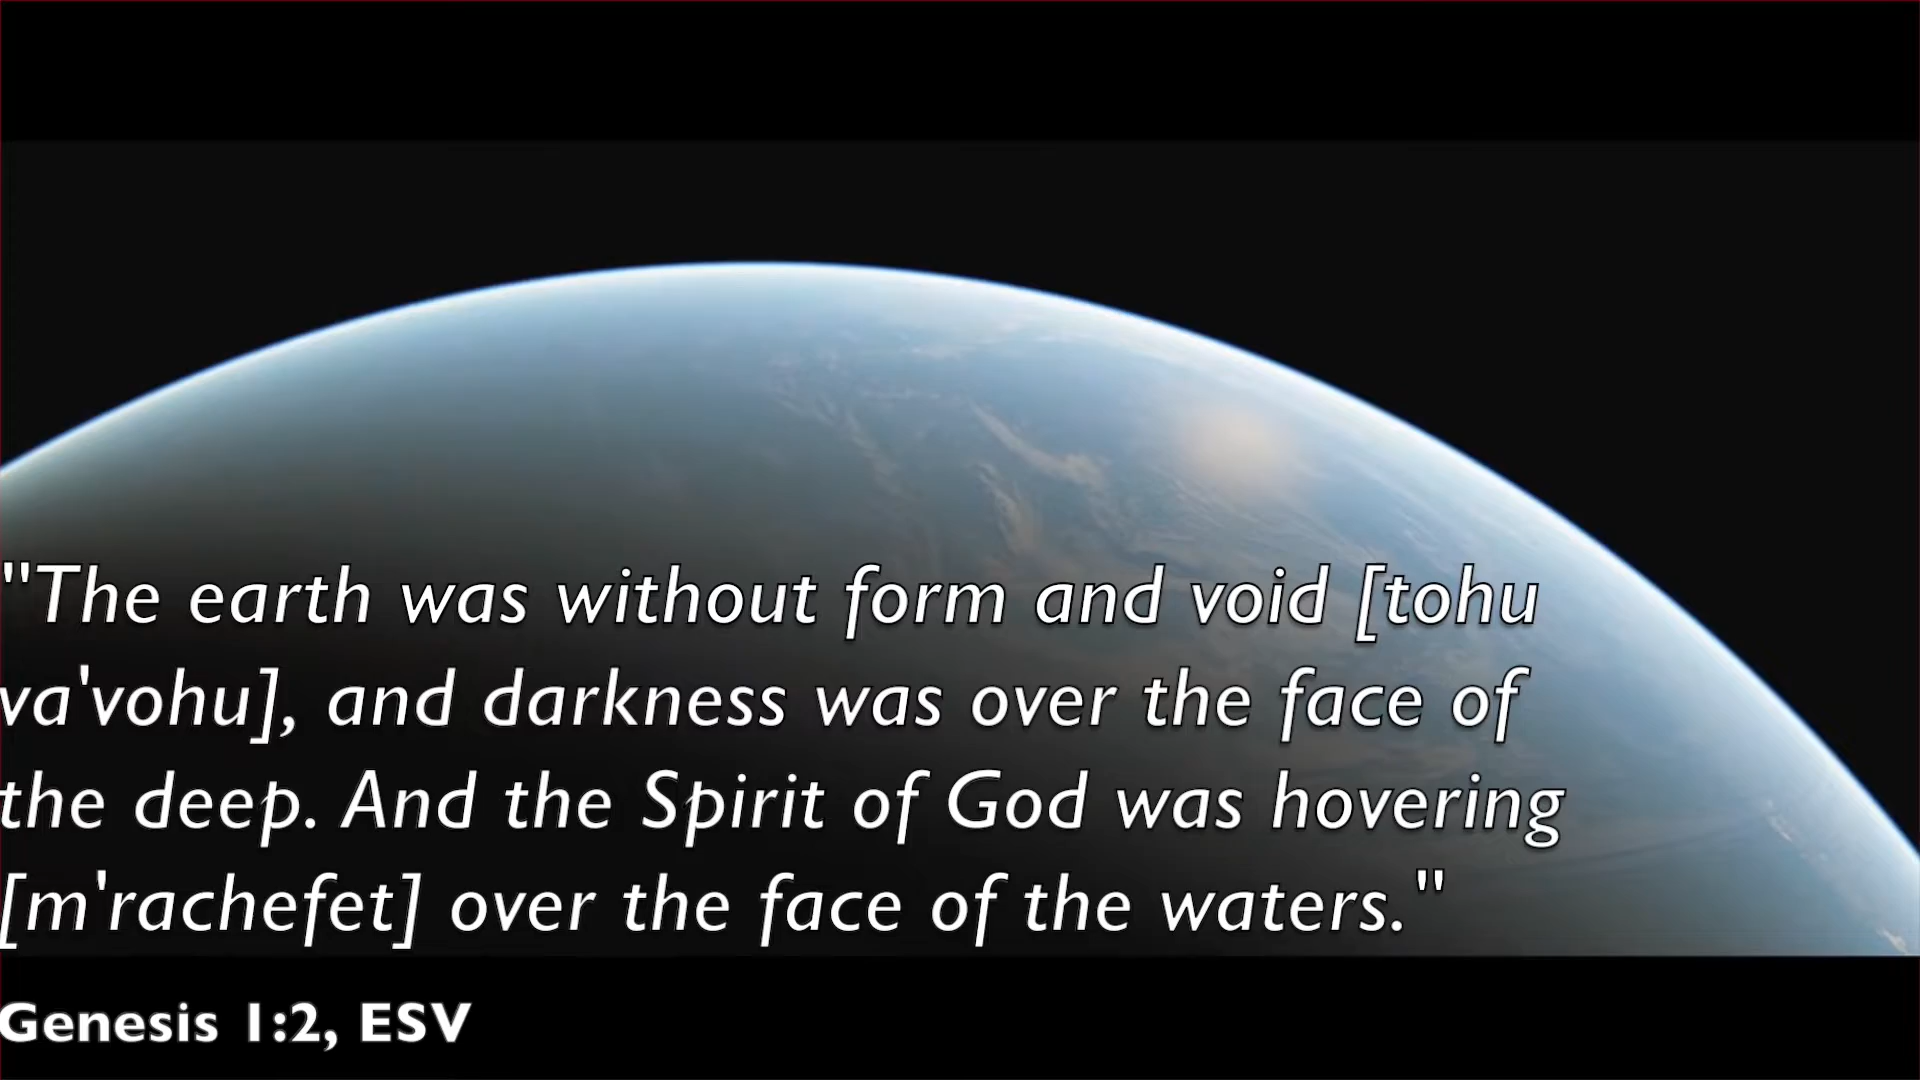 "The earth was without form and void [tohu
va'vohu], and darkness was over the face of
the deep. And the Spirit of God was hovering
[m'rachefet] over the face of the waters."
Genesis 1:2, ESV